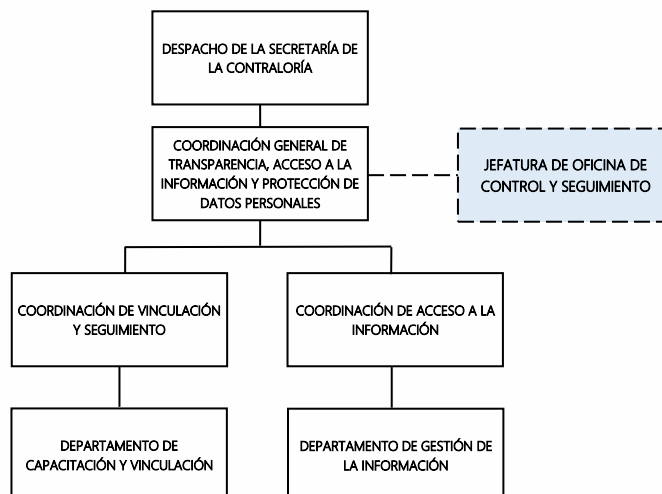 DESPACHO DE LA SECRETARÍA DE
LA CONTRALORÍA
COORDINACIÓN GENERAL DE
TRANSPARENCIA, ACCESO A LA
INFORMACIÓN Y PROTECCIÓN DE
DATOS PERSONALES
JEFATURA DE OFICINA DE
CONTROL Y SEGUIMIENTO
COORDINACIÓN DE VINCULACIÓN
Y SEGUIMIENTO
COORDINACIÓN DE ACCESO A LA
INFORMACIÓN
DEPARTAMENTO DE
CAPACITACIÓN Y VINCULACIÓN
DEPARTAMENTO DE GESTIÓN DE
LA INFORMACIÓN